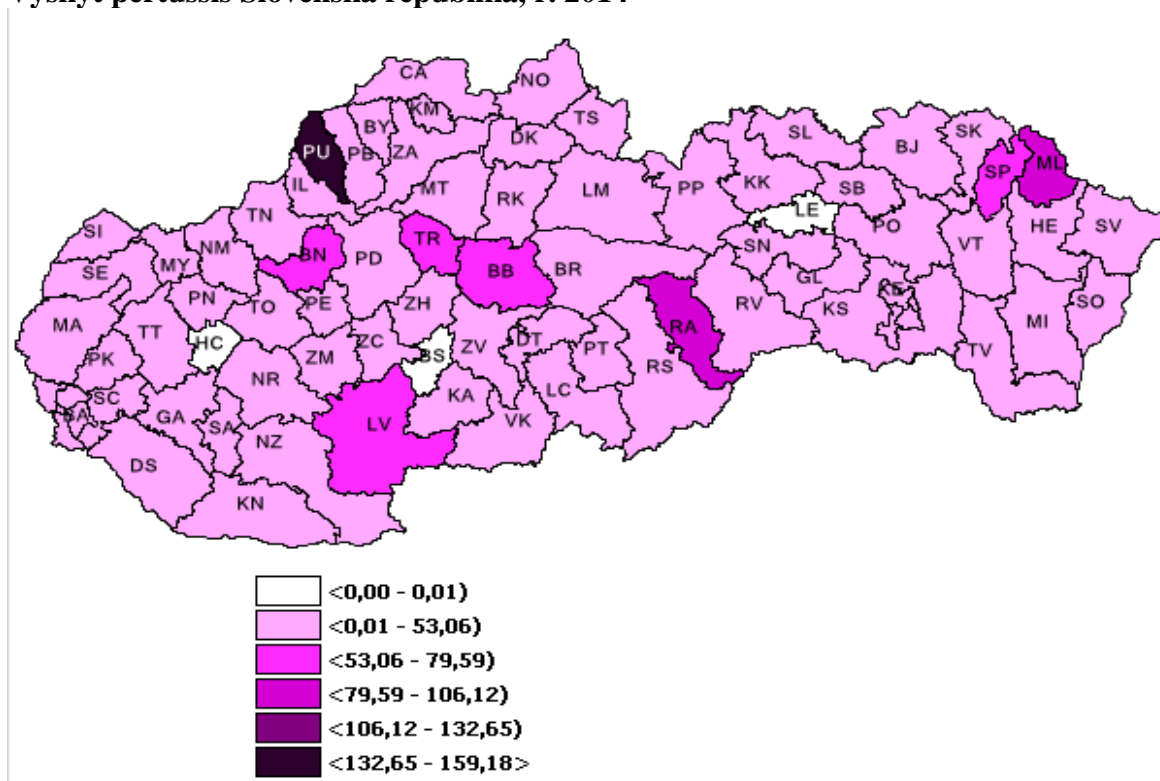 Výskyt pertussis Slovenská republika, r. 2014
CA
NO
KM
TS
BY
DK
SL
SK
PU
PB
ZA
BJ
ML
SP
IL
MT
RK
LM
PP
KK
SB
TN
LE
PO
HE
SV
SI
NM
TR
SN
VT
SE
MY
BN
PD
BB
BR
GL
PN
TO
PE
ZH
RV
KS
KE
SO
MA
TT
HC
ZM
ZC
BS
ZV
DT
PT
RS
RA
TV
MI
PK
NR
KA
LC
SC
BA
GA
SA
NZ
LV
VK
DS
KN
<0,00 - 0,01)
<0,01 - 53,06)
<53,06 - 79,59)
<79,59 - 106,12)
<106,12 - 132,65)
<132,65 - 159,18>